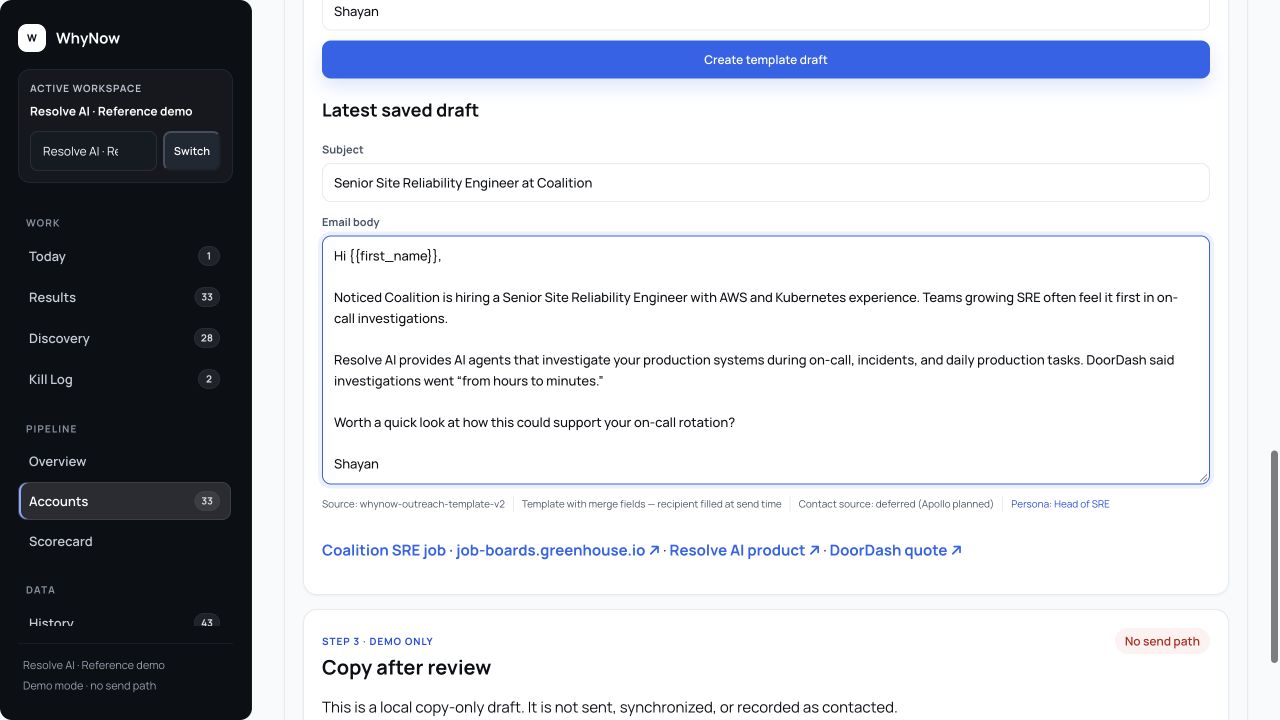 W WhyNow
ACTIVE WORKSPACE
Resolve AI · Reference demo
Resolve AI · Re
Switch
WORK
Today 1
Results 33
Discovery 28
Kill Log 2
PIPELINE
Overview
Accounts 33
Scorecard
DATA
History 43
Resolve AI · Reference demo
Demo mode · no send path
Shayan
Create template draft
Latest saved draft
Subject
Senior Site Reliability Engineer at Coalition
Email body
Hi {{first_name}},
Noticed Coalition is hiring a Senior Site Reliability Engineer with AWS and Kubernetes experience. Teams growing SRE often feel it first in on-
call investigations.
Resolve AI provides AI agents that investigate your production systems during on-call, incidents, and daily production tasks. DoorDash said
investigations went “from hours to minutes.”
Worth a quick look at how this could support your on-call rotation?
Shayan
Source: whynow-outreach-template-v2 Template with merge fields — recipient filled at send time Contact source: deferred (Apollo planned) Persona: Head of SRE
Coalition SRE job · job-boards.greenhouse.io ↗ · Resolve AI product ↗ · DoorDash quote ↗
STEP 3 · DEMO ONLY
No send path
Copy after review
This is a local copy-only draft. It is not sent, synchronized, or recorded as contacted.